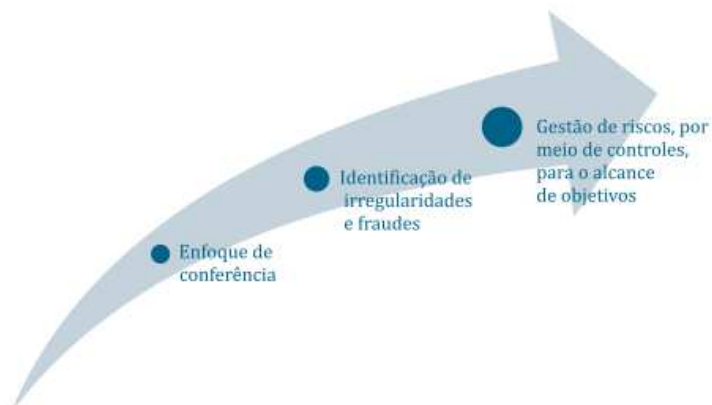 Gestão de riscos, por
meio de controles,
para o alcance
de objetivos
Identificação de
irregularidades
e fraudes
Enfoque de
conferência